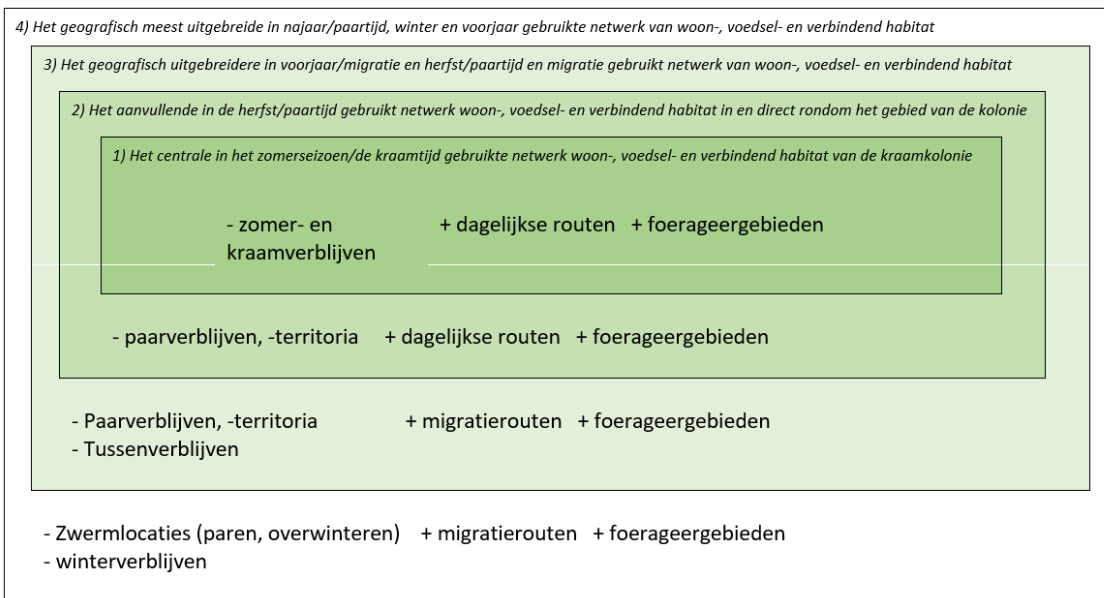 4) Het geografisch meest uitgebreide in najaar/paartijd, winter en voorjaar gebruikte netwerk van woon-, voedsel- en verbindend habitat
3) Het geografisch uitgebreidere in voorjaar/migratie en herfst/paartijd en migratie gebruikt netwerk van woon-, voedsel- en verbindend habitat
2) Het aanvullende in de herfst/paartijd gebruikt netwerk woon-, voedsel- en verbindend habitat in en direct rondom het gebied van de kolonie
1) Het centrale in het zomerseizoen/de kraamtijd gebruikte netwerk woon-, voedsel- en verbindend habitat van de kraamkolonie
- zomer- en + dagelijkse routen + foerageergebieden
kraamverblijven
- paarverblijven, -territoria + dagelijkse routen + foerageergebieden
- Paarverblijven, -territoria + migratierouten + foerageergebieden
- Tussenverblijven
- Zwermlocaties (paren, overwinteren) + migratierouten + foerageergebieden
- winterverblijven